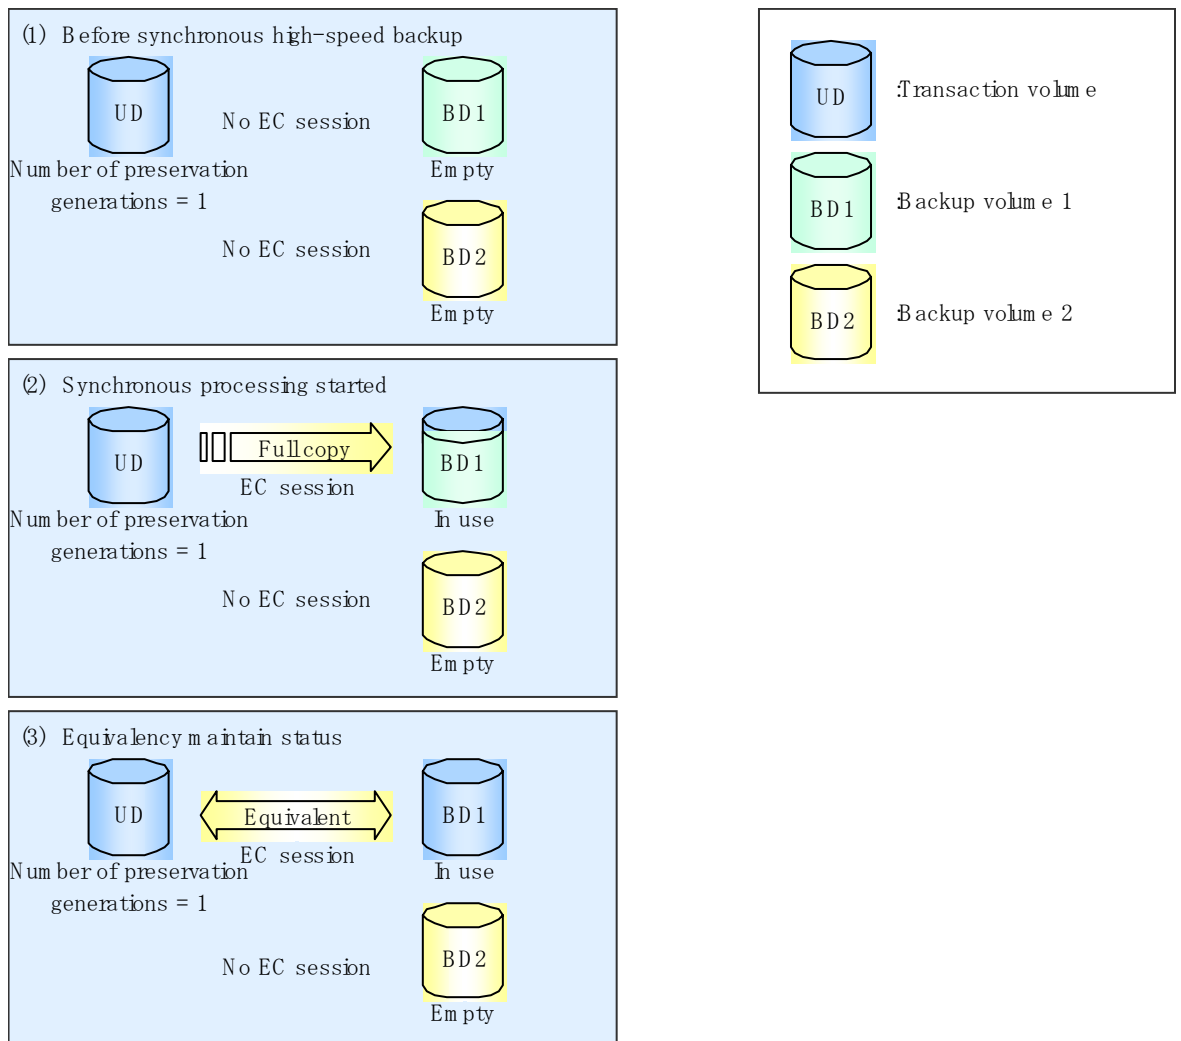 (1) Before synchronous high-speed backup
UD
No EC session
BD1
Number of preservation
generations = 1
Empty
No EC session
BD2
Empty
(2) Synchronous processing started
UD
Full copy
BD1
EC session
Number of preservation
generations = 1
In use
No EC session
BD2
Empty
(3) Equivalency maintain status
UD
Equivalent
BD1
EC session
Number of preservation
generations = 1
In use
No EC session
BD2
Empty
UD
:Transaction volume
BD1
:Backup volume 1
BD2
:Backup volume 2